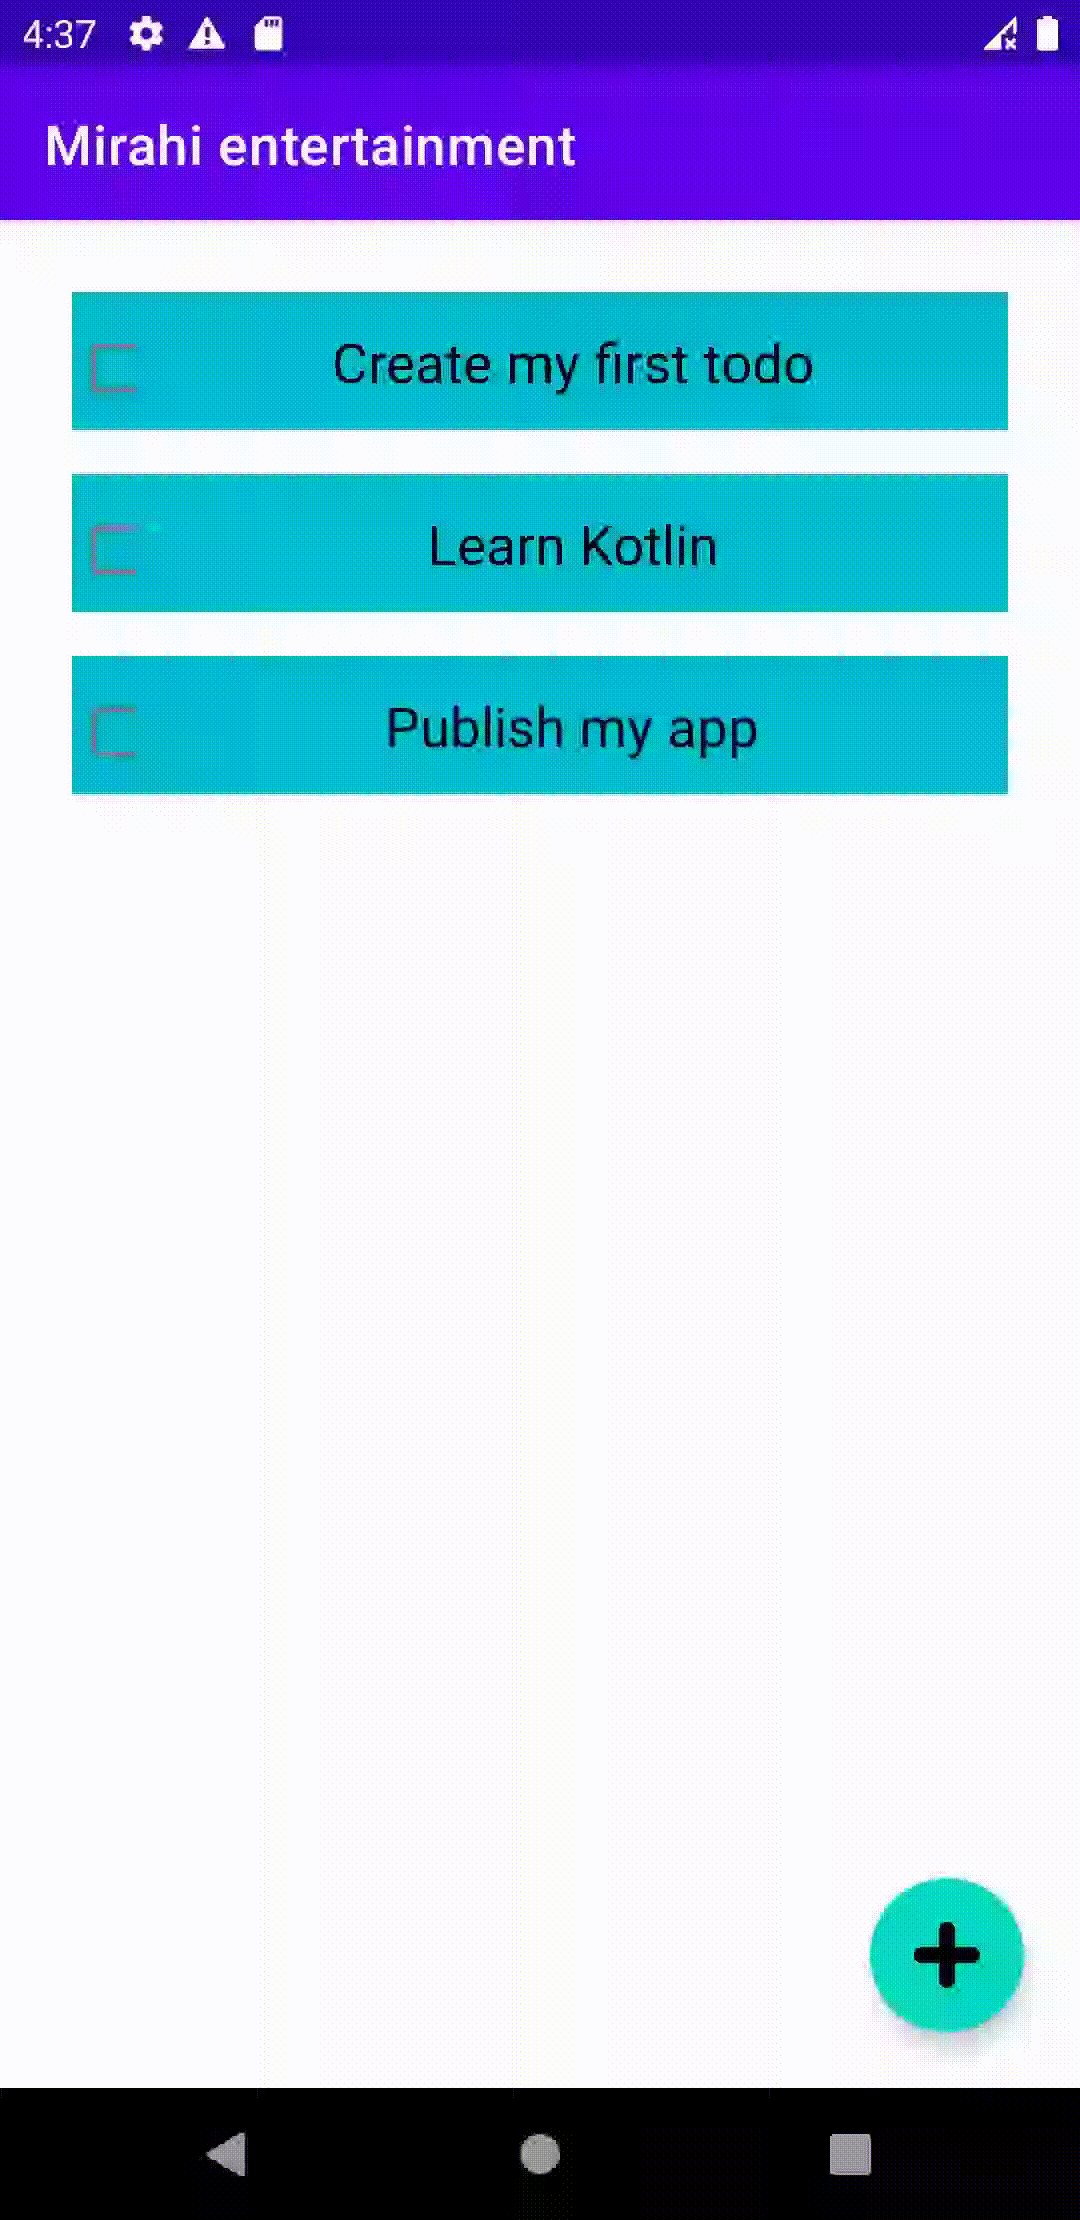 4:37
Mirahi entertainment
Create my first todo
Learn Kotlin
Publish my app